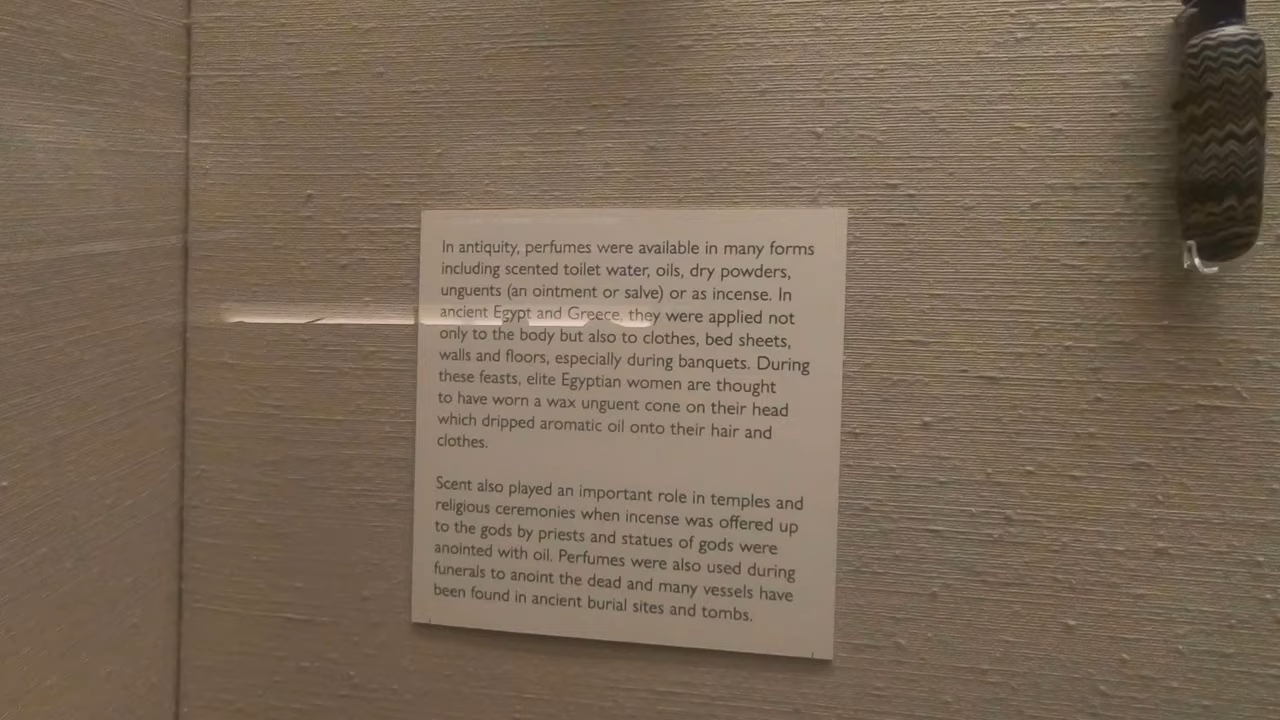 In antiquity, perfumes were available in many forms
including scented toilet water, oils, dry powders,
unguents (an ointment or salve) or as incense. In
ancient Egypt and Greece, they were applied not
only to the body but also to clothes, bed sheets,
walls and floors, especially during banquets. During
these feasts, elite Egyptian women are thought
to have worn a wax unguent cone on their head
which dripped aromatic oil onto their hair and
clothes.
Scent also played an important role in temples and
religious ceremonies when incense was offered up
to the gods by priests and statues of gods were
anointed with oil. Perfumes were also used during
funerals to anoint the dead and many vessels have
been found in ancient burial sites and tombs.